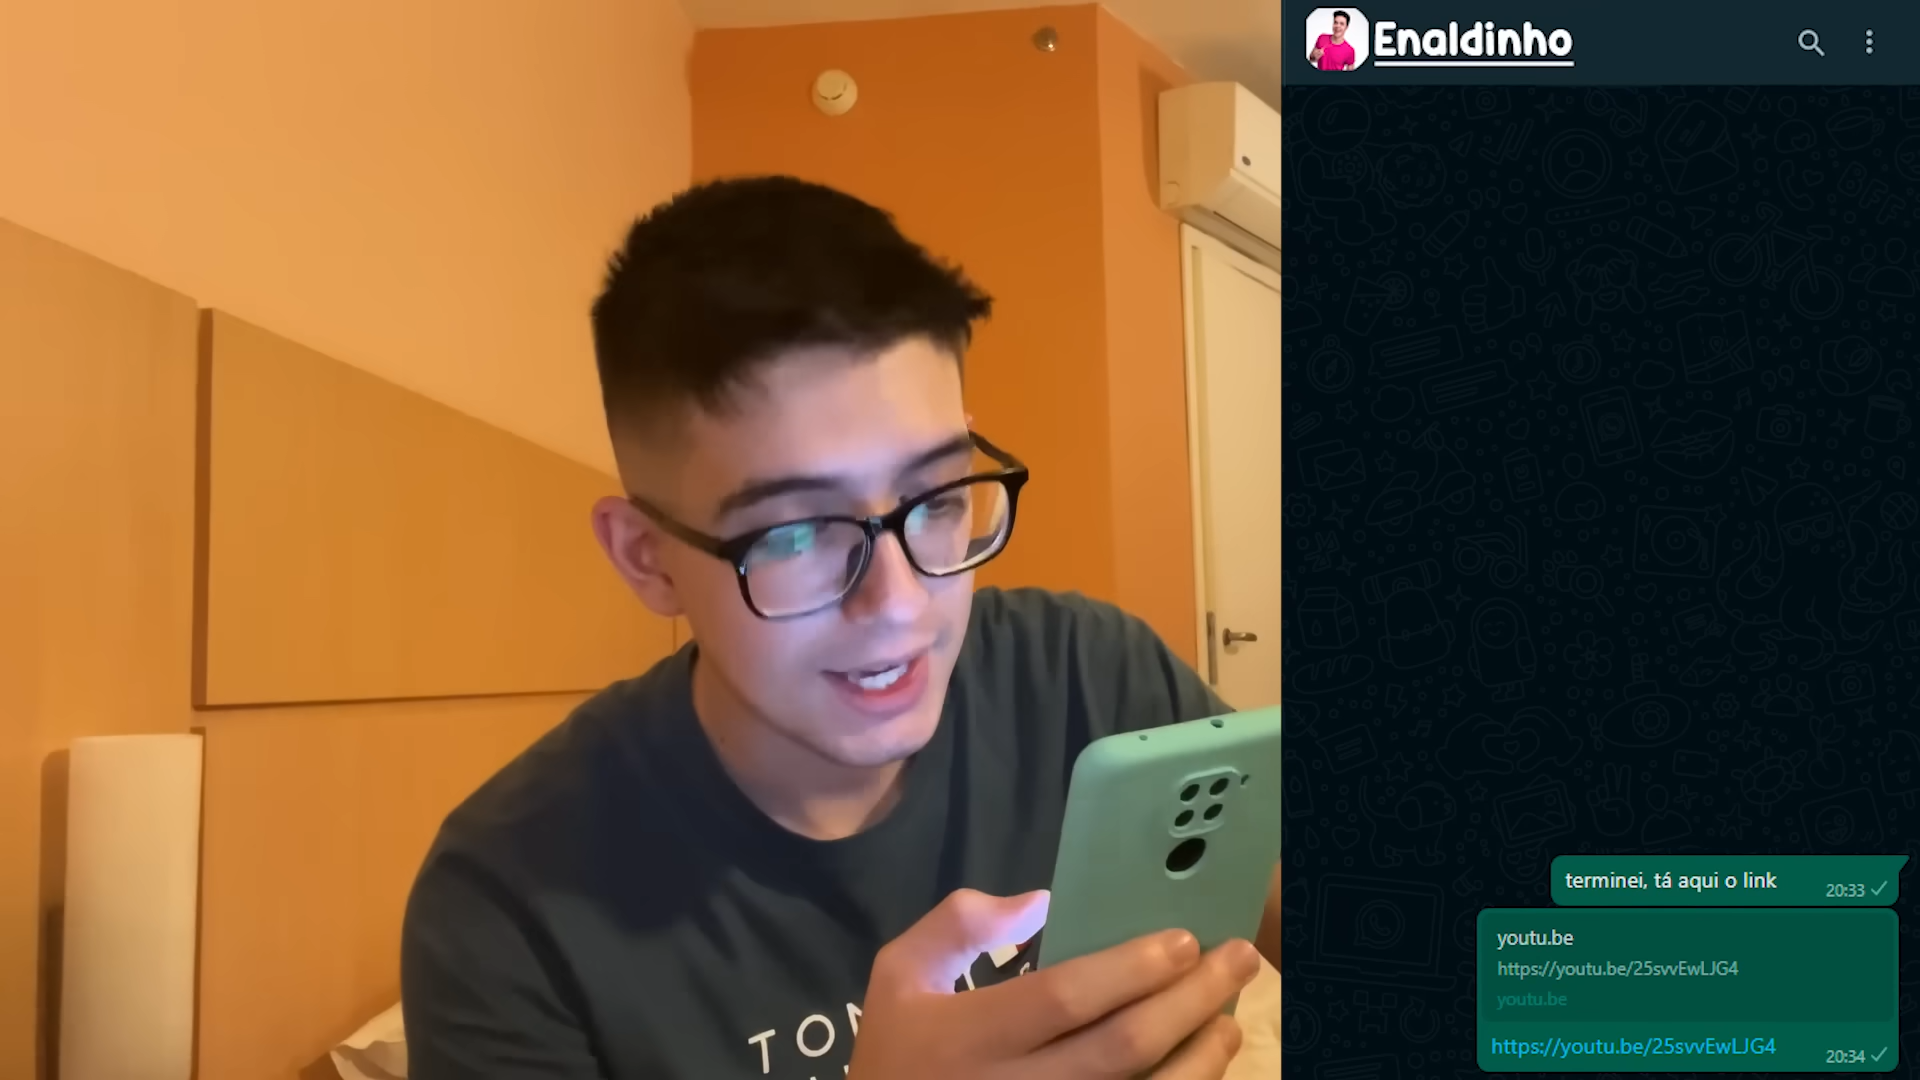 Enaldinho
terminei, tá aqui o link
20:33
youtu.be
https://youtu.be/25svvEwLJG4
youtu.be
https://youtu.be/25svvEwLJG4
20:34